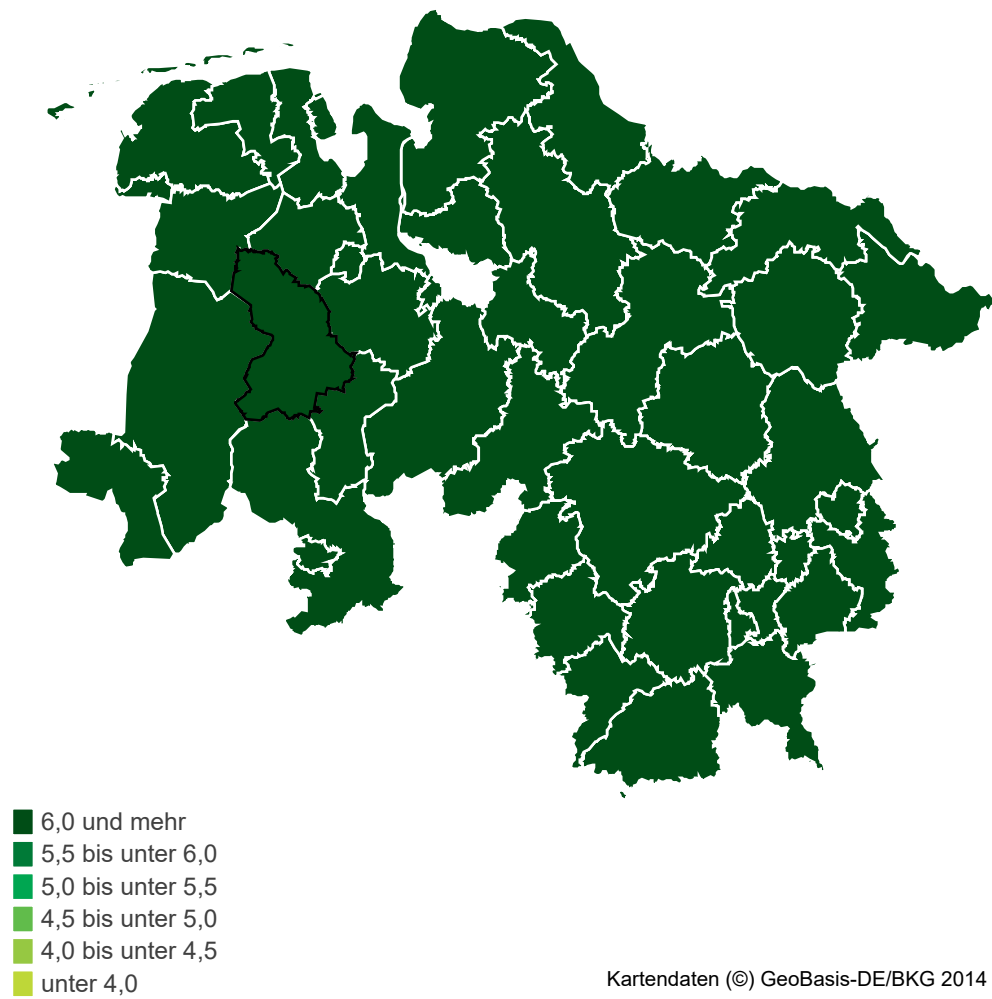 6,0 und mehr
5,5 bis unter 6,0
5,0 bis unter 5,5
4,5 bis unter 5,0
4,0 bis unter 4,5
unter 4,0
Kartendaten (©) GeoBasis-DE/BKG 2014